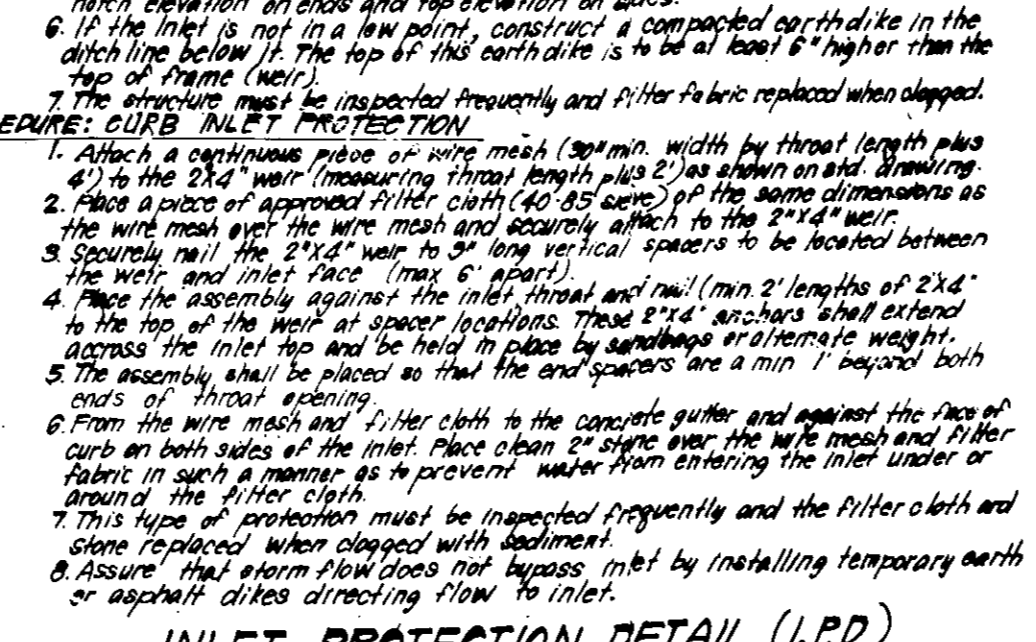 notch elevation on ends and top elevation on sides.
6. If the Inlet is not in a low point, construct a compacted earth dike in the
ditch line below it. The top of this earth dike is to be at least 6" higher than the
top of frame (weir).
7. The structure must be inspected frequently and filter fabric replaced when clogged.
EDURE: CURB INLET PROTECTION
1. Attach a continuous piece of wire mesh (30" min. width by throat length plus
4') to the 2"X4" weir (measuring throat length plus 2') as shown on std. drawing.
2. Place a piece of approved filter cloth (40-85 sieve) of the same dimensions as
the wire mesh over the wire mesh and securely attach to the 2"X4" weir.
3. Securely nail the 2"X4" weir to 9" long vertical spacers to be located between
the weir and inlet face (max 6' apart).
4. Place the assembly against the inlet throat and nail (min. 2' lengths of 2"X4"
to the top of the weir at spacer locations. These 2"X4" anchors shall extend
accross the inlet top and be held in place by sandbags or alternate weight.
5. The assembly shall be placed so that the end spacers are a min 1' beyond both
ends of throat opening.
6. From the wire mesh and filter cloth to the concrete gutter and against the face of
curb on both sides of the inlet. Place clean 2" stone over the wire mesh and filter
fabric in such a manner as to prevent water from entering the inlet under or
around the filter cloth.
7. This type of protection must be inspected frequently and the filter cloth and
stone replaced when clogged with sediment.
8. Assure that storm flow does not bypass inlet by installing temporary earth
or asphalt dikes directing flow to inlet.
INLET PROTECTION DETAIL (I.P.D)